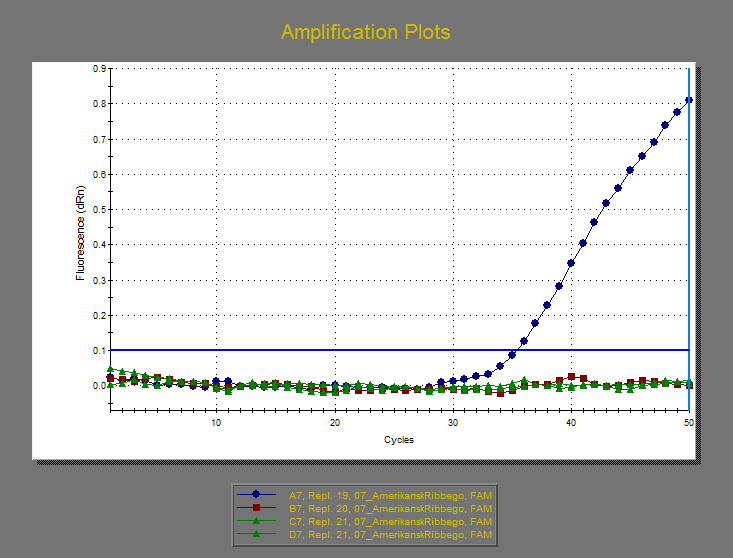 Amplification Plots
0.9
0.8
0.7
0.6
0.5
0.4
0.3
0.2
0.1
0.0
Fluorescence (dRn)
10 20 30 40 50
Cycles
A7, Repl. 19, 07_AmerikanskRibbego, FAM
B7, Repl. 20, 07_AmerikanskRibbego, FAM
C7, Repl. 21, 07_AmerikanskRibbego, FAM
D7, Repl. 21, 07_AmerikanskRibbego, FAM